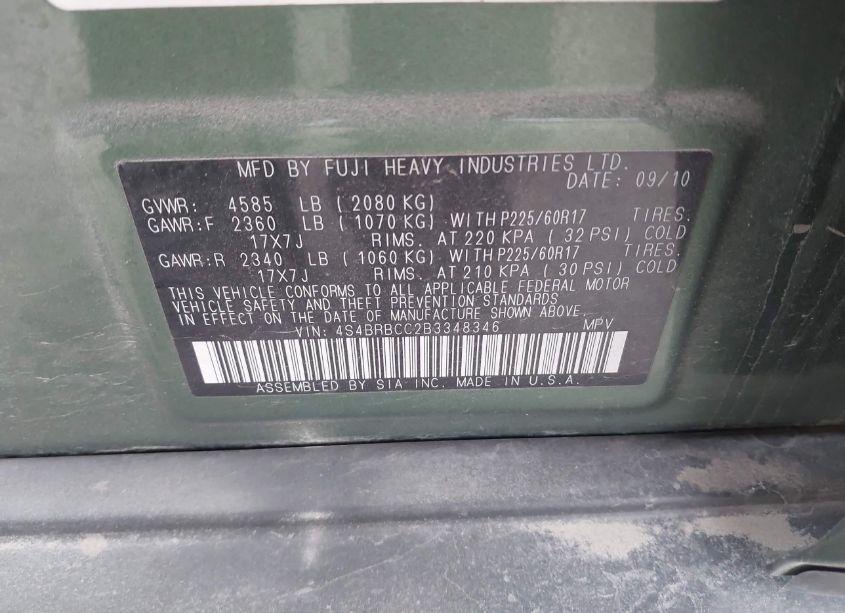 MFD BY FUJI HEAVY INDUSTRIES LTD.
DATE: 09/10
GVWR: 4585 LB ( 2080 KG)
GAWR:F 2360 LB ( 1070 KG) WITH P225/60R17 TIRES.
17X7J RIMS. AT 220 KPA ( 32 PSI) COLD
GAWR:R 2340 LB ( 1060 KG) WITH P225/60R17 TIRES.
17X7J RIMS. AT 210 KPA ( 30 PSI) COLD
THIS VEHICLE CONFORMS TO ALL APPLICABLE FEDERAL MOTOR
VEHICLE SAFETY AND THEFT PREVENTION STANDARDS
IN EFFECT ON THE DATE OF MANUFACTURE SHOWN ABOVE.
VIN: 4S4BRBCC2B3348346 MPV
ASSEMBLED BY SIA INC. MADE IN U.S.A.